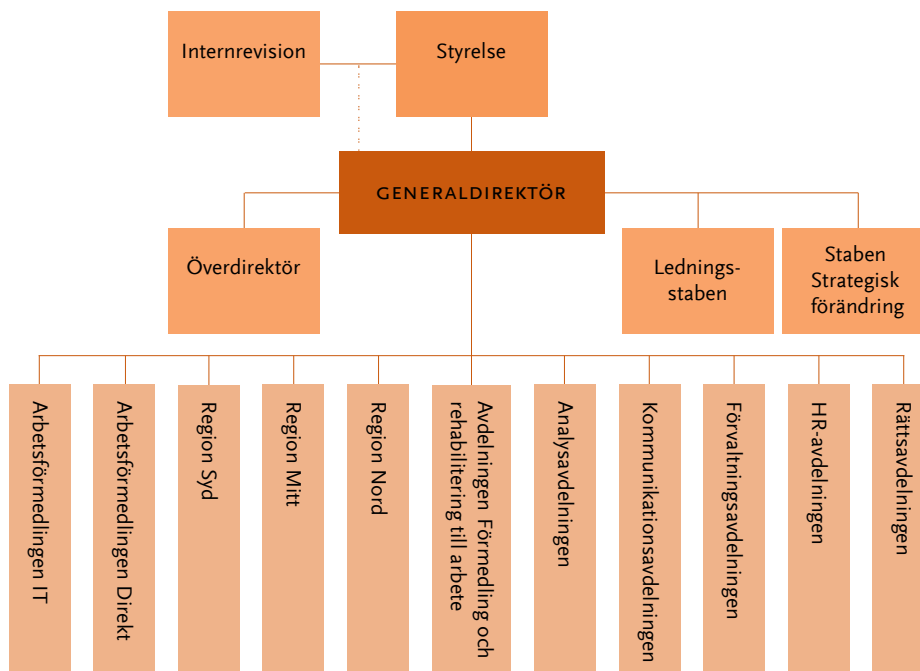 Internrevision
Styrelse
GENERALDIREKTÖR
Överdirektör
Lednings-
staben
Staben
Strategisk
förändring
Arbetsförmedlingen IT
Arbetsförmedlingen Direkt
Region Syd
Region Mitt
Region Nord
Avdelningen Förmedling och
rehabilitering till arbete
Analysavdelningen
Kommunikationsavdelningen
Förvaltningsavdelningen
HR-avdelningen
Rättsavdelningen